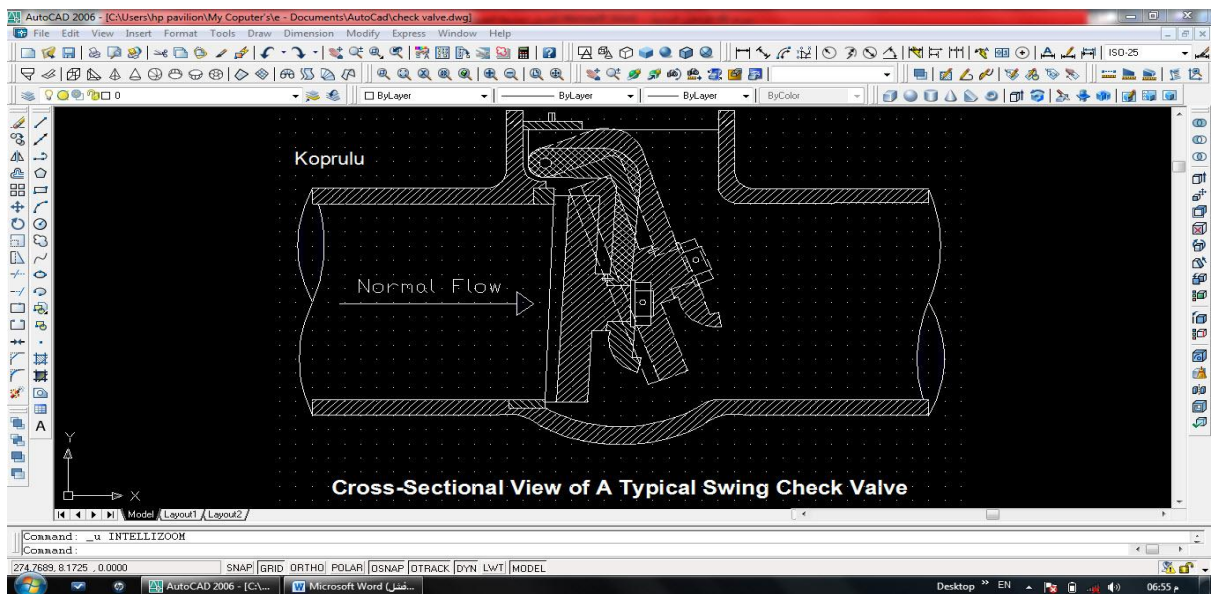 AutoCAD 2006 - [C:\Users\hp pavilion\My Coputer's\e - Documents\AutoCad\check valve.dwg]
File Edit View Insert Format Tools Draw Dimension Modify Express Window Help
ISO-25
0 ByLayer ByLayer ByLayer ByColor
Koprulu
Normal Flow
Cross-Sectional View of A Typical Swing Check Valve
Y
X
A
Model Layout1 Layout2
Command: _u INTELLIZOOM
Command:
274.7689, 8.1725 , 0.0000 SNAP GRID ORTHO POLAR OSNAP OTRACK DYN LWT MODEL
AutoCAD 2006 - [C:\... Microsoft Word (فشل... Desktop » EN 06:55 م